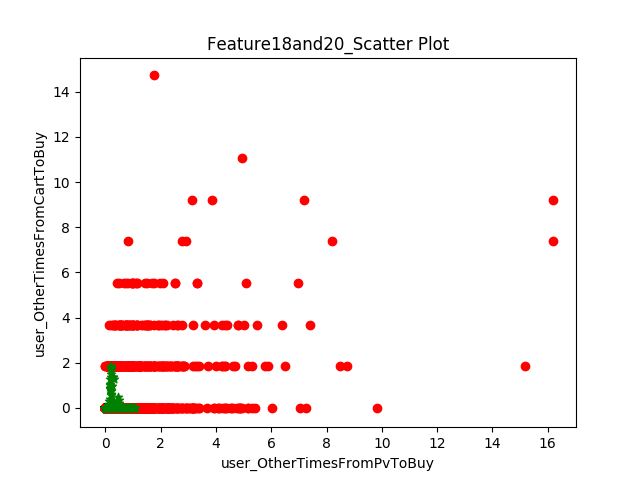 Feature18and20_Scatter Plot
user_OtherTimesFromCartToBuy
14
12
10
8
6
4
2
0
0 2 4 6 8 10 12 14 16
user_OtherTimesFromPvToBuy